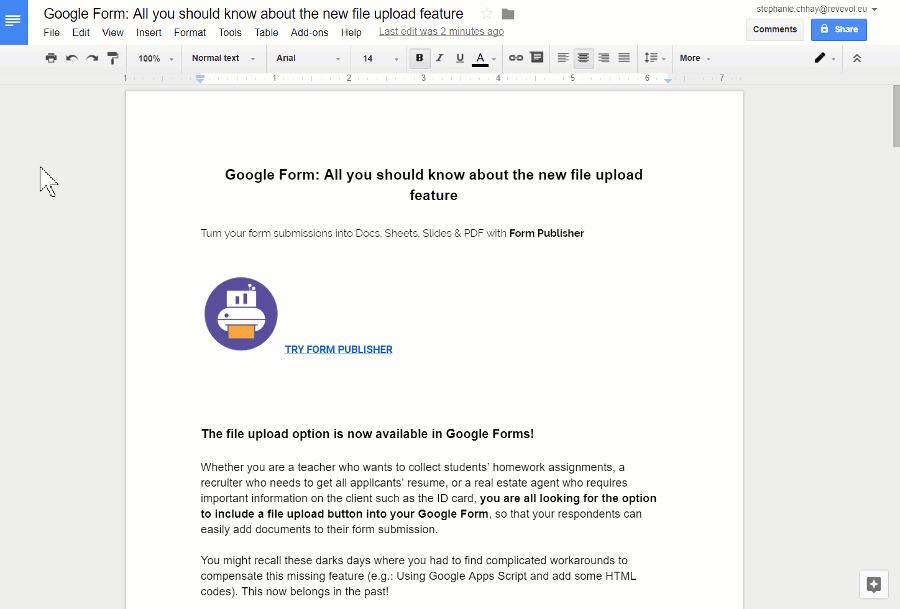 Google Form: All you should know about the new file upload feature
stephanie.chhay@revevol.eu
File Edit View Insert Format Tools Table Add-ons Help Last edit was 2 minutes ago
Comments Share
100% Normal text Arial 14 B I U A More
1 1 2 3 4 5 6 7
Google Form: All you should know about the new file upload
feature
Turn your form submissions into Docs, Sheets, Slides & PDF with Form Publisher
TRY FORM PUBLISHER
The file upload option is now available in Google Forms!
Whether you are a teacher who wants to collect students' homework assignments, a
recruiter who needs to get all applicants' resume, or a real estate agent who requires
important information on the client such as the ID card, you are all looking for the option
to include a file upload button into your Google Form, so that your respondents can
easily add documents to their form submission.
You might recall these darks days where you had to find complicated workarounds to
compensate this missing feature (e.g.: Using Google Apps Script and add some HTML
codes). This now belongs in the past!